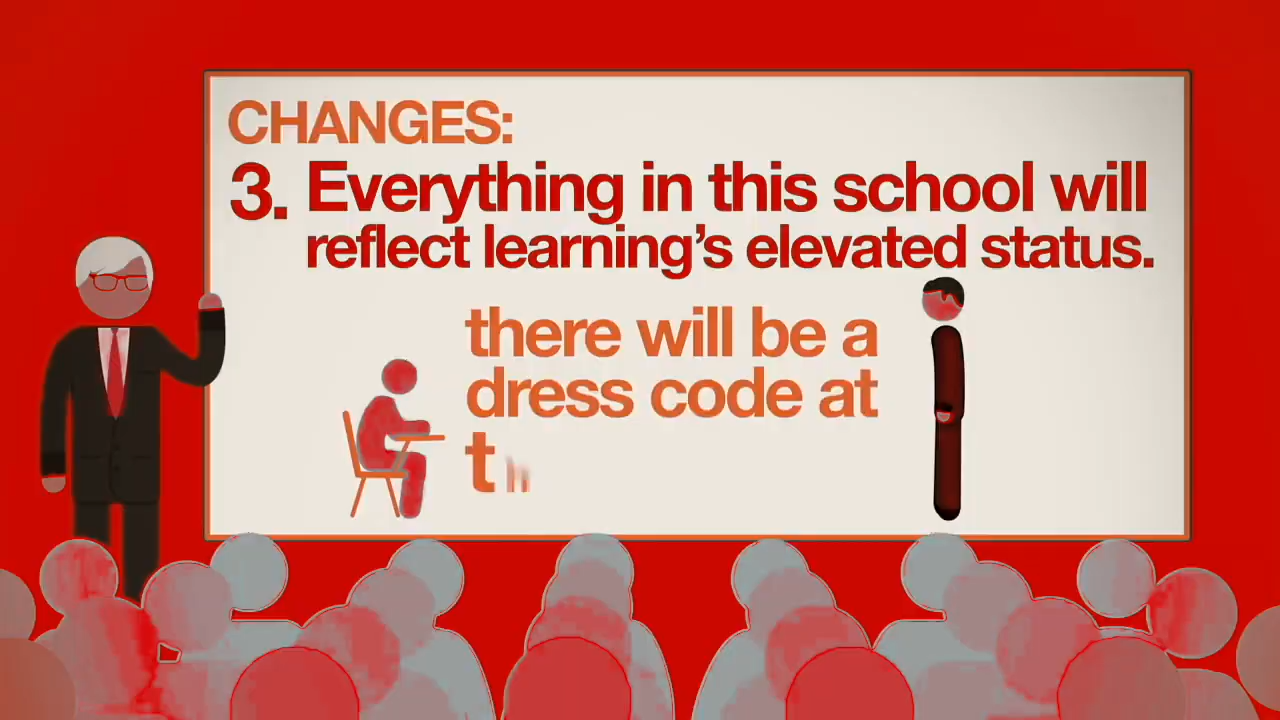 CHANGES:
3. Everything in this school will
reflect learning's elevated status.
there will be a
dress code at